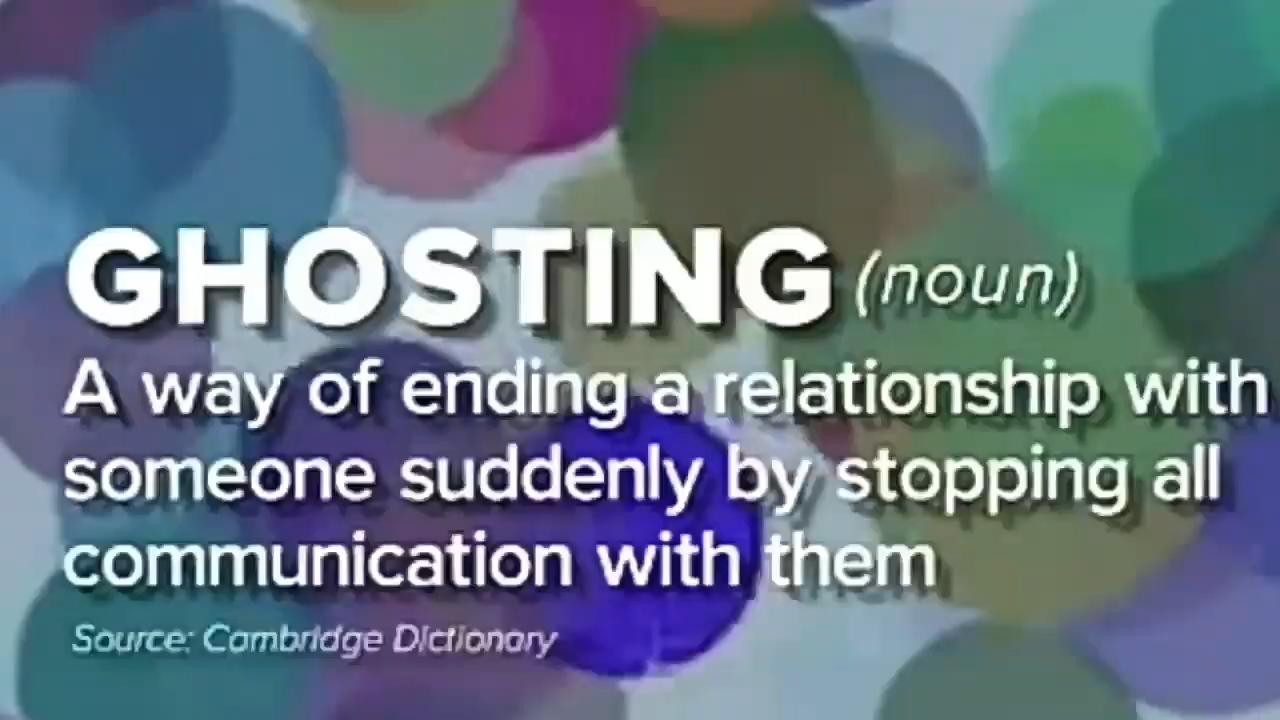 GHOSTING (noun)
A way of ending a relationship with
someone suddenly by stopping all
communication with them
Source: Cambridge Dictionary